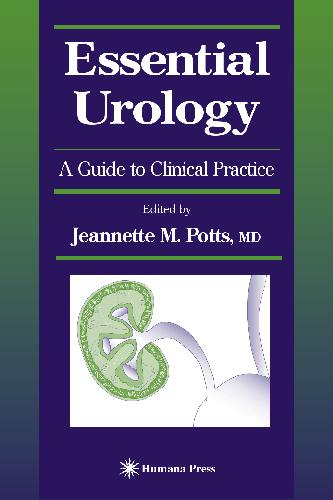 Essential
Urology
A Guide to Clinical Practice
Edited by
Jeannette M. Potts, MD
Humana Press